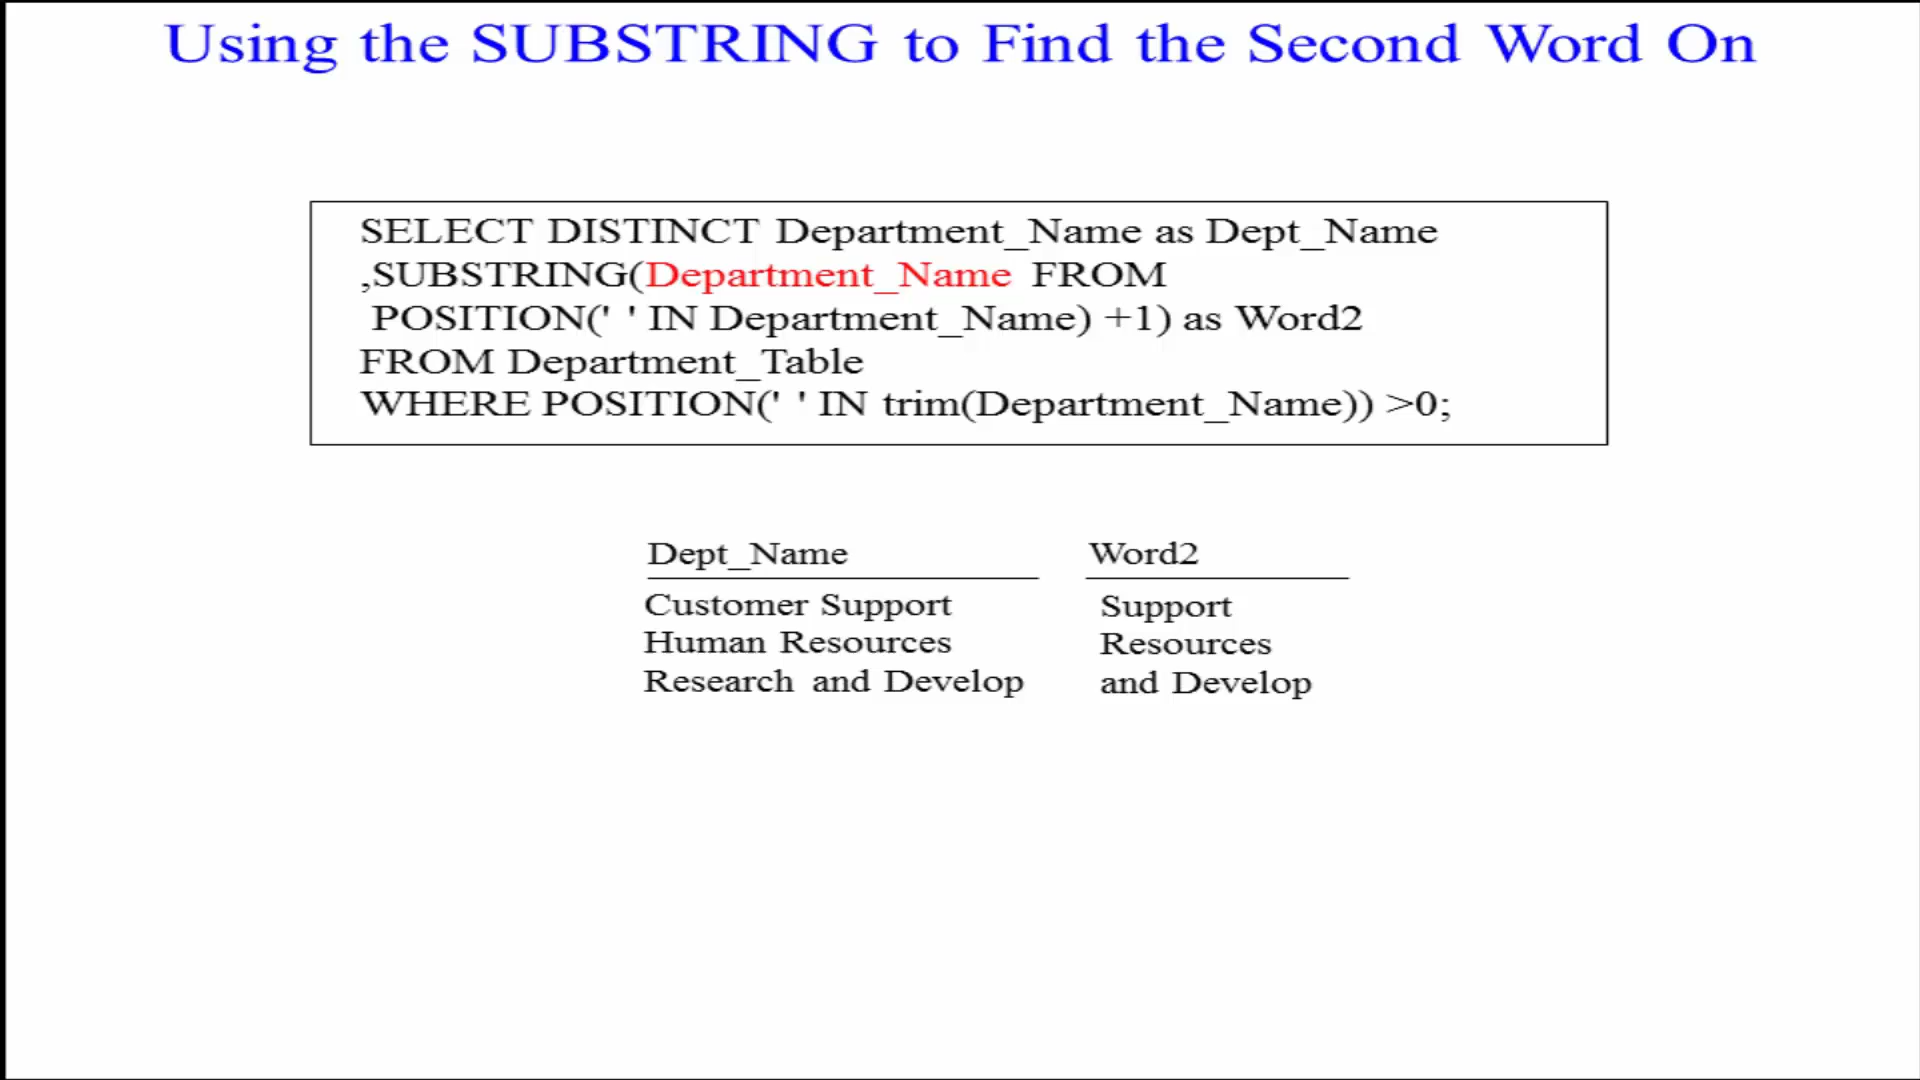 Using the SUBSTRING to Find the Second Word On
SELECT DISTINCT Department_Name as Dept_Name
,SUBSTRING(Department_Name FROM
POSITION(' ' IN Department_Name) +1) as Word2
FROM Department_Table
WHERE POSITION(' ' IN trim(Department_Name)) >0;
Dept_Name Word2
Customer Support Support
Human Resources Resources
Research and Develop and Develop